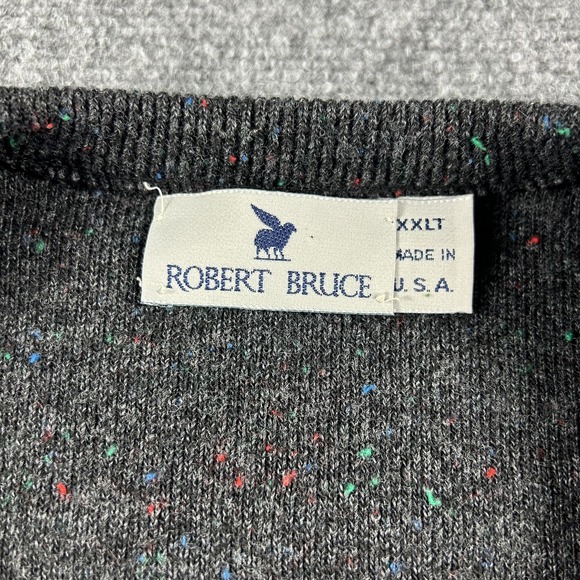 ROBERT BRUCE
XXLT
MADE IN
U.S.A.